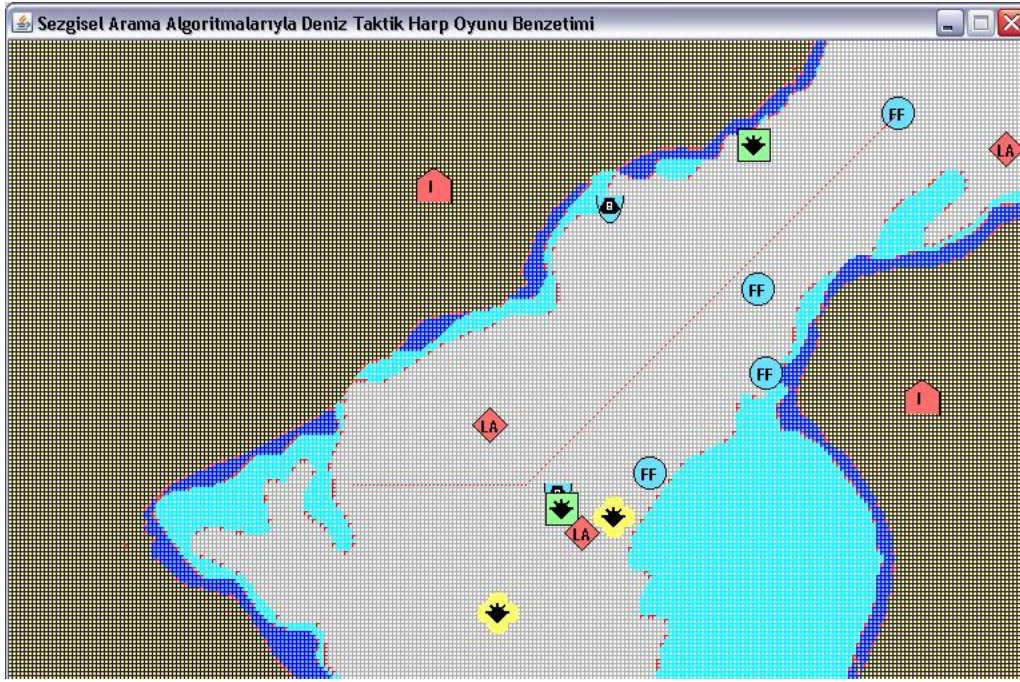 Sezgisel Arama Algoritmalarıyla Deniz Taktik Harp Oyunu Benzetimi
FF
LA
I
B
FF
FF
I
LA
FF
LA